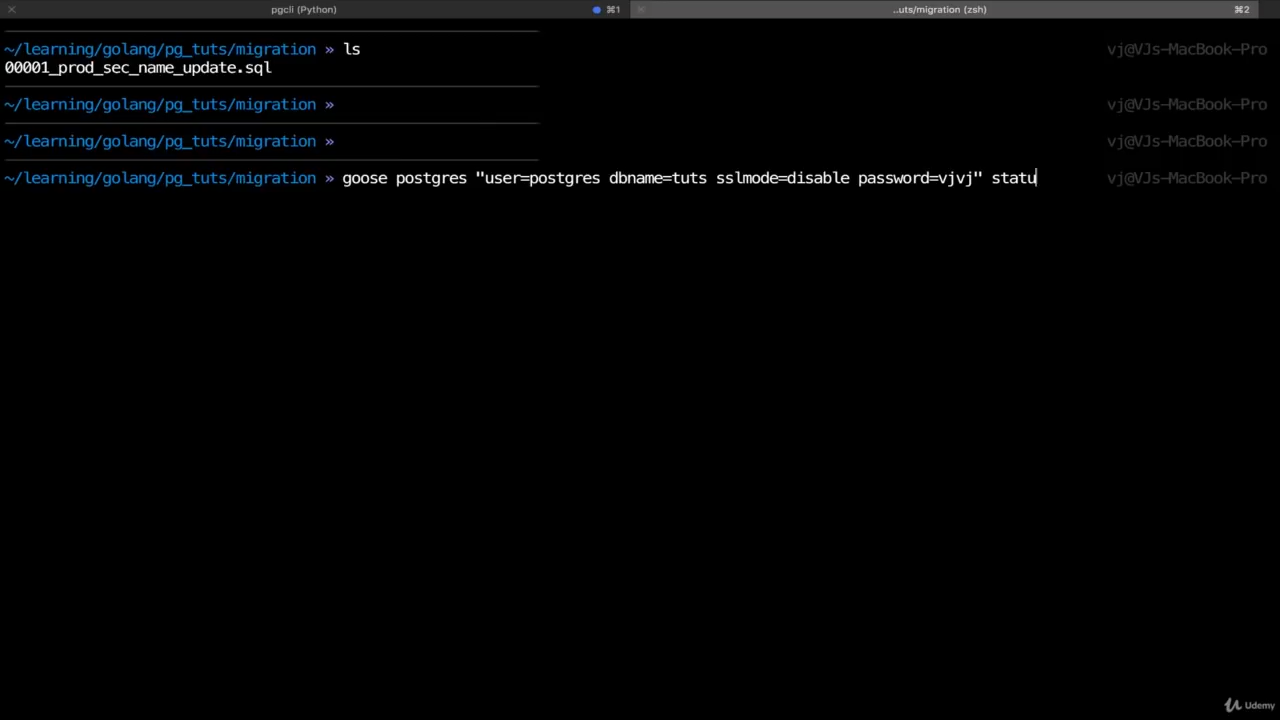 pgcli (Python) ⌘1 ..uts/migration (zsh) ⌘2
~/learning/golang/pg_tuts/migration » ls vj@VJs-MacBook-Pro
00001_prod_sec_name_update.sql
~/learning/golang/pg_tuts/migration » vj@VJs-MacBook-Pro
~/learning/golang/pg_tuts/migration » vj@VJs-MacBook-Pro
~/learning/golang/pg_tuts/migration » goose postgres "user=postgres dbname=tuts sslmode=disable password=vjvj" statu vj@VJs-MacBook-Pro
Udemy